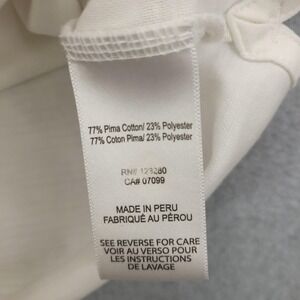 77% Pima Cotton/ 23% Polyester
77% Coton Pima/ 23% Polyester
RN# 123280
CA# 07099
MADE IN PERU
FABRIQUÉ AU PÉROU
SEE REVERSE FOR CARE
VOIR AU VERSO POUR
LES INSTRUCTIONS
DE LAVAGE